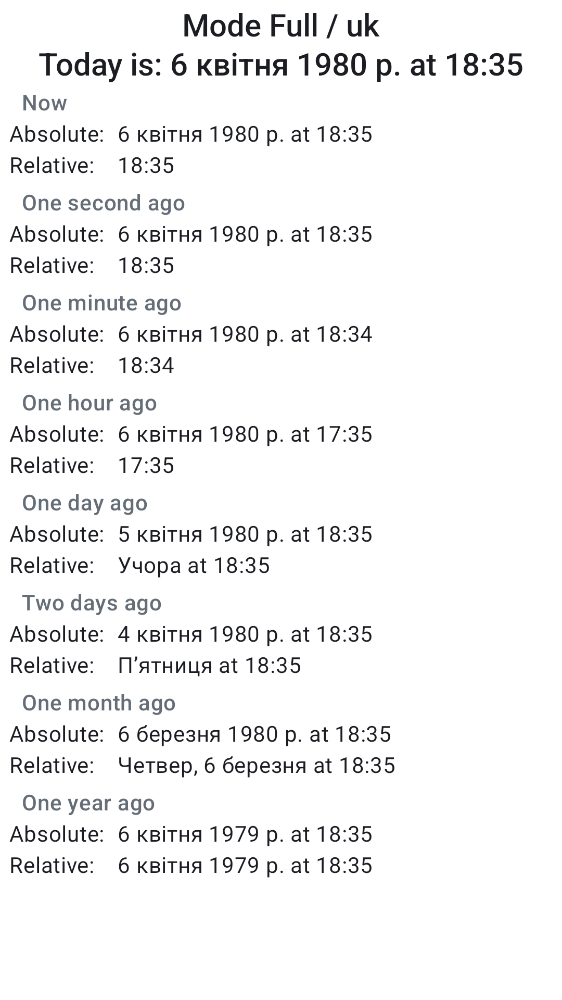 Mode Full / uk
Today is: 6 квітня 1980 р. at 18:35
Now
Absolute: 6 квітня 1980 р. at 18:35
Relative: 18:35
One second ago
Absolute: 6 квітня 1980 р. at 18:35
Relative: 18:35
One minute ago
Absolute: 6 квітня 1980 р. at 18:34
Relative: 18:34
One hour ago
Absolute: 6 квітня 1980 р. at 17:35
Relative: 17:35
One day ago
Absolute: 5 квітня 1980 р. at 18:35
Relative: Учора at 18:35
Two days ago
Absolute: 4 квітня 1980 р. at 18:35
Relative: Пʼятниця at 18:35
One month ago
Absolute: 6 березня 1980 р. at 18:35
Relative: Четвер, 6 березня at 18:35
One year ago
Absolute: 6 квітня 1979 р. at 18:35
Relative: 6 квітня 1979 р. at 18:35